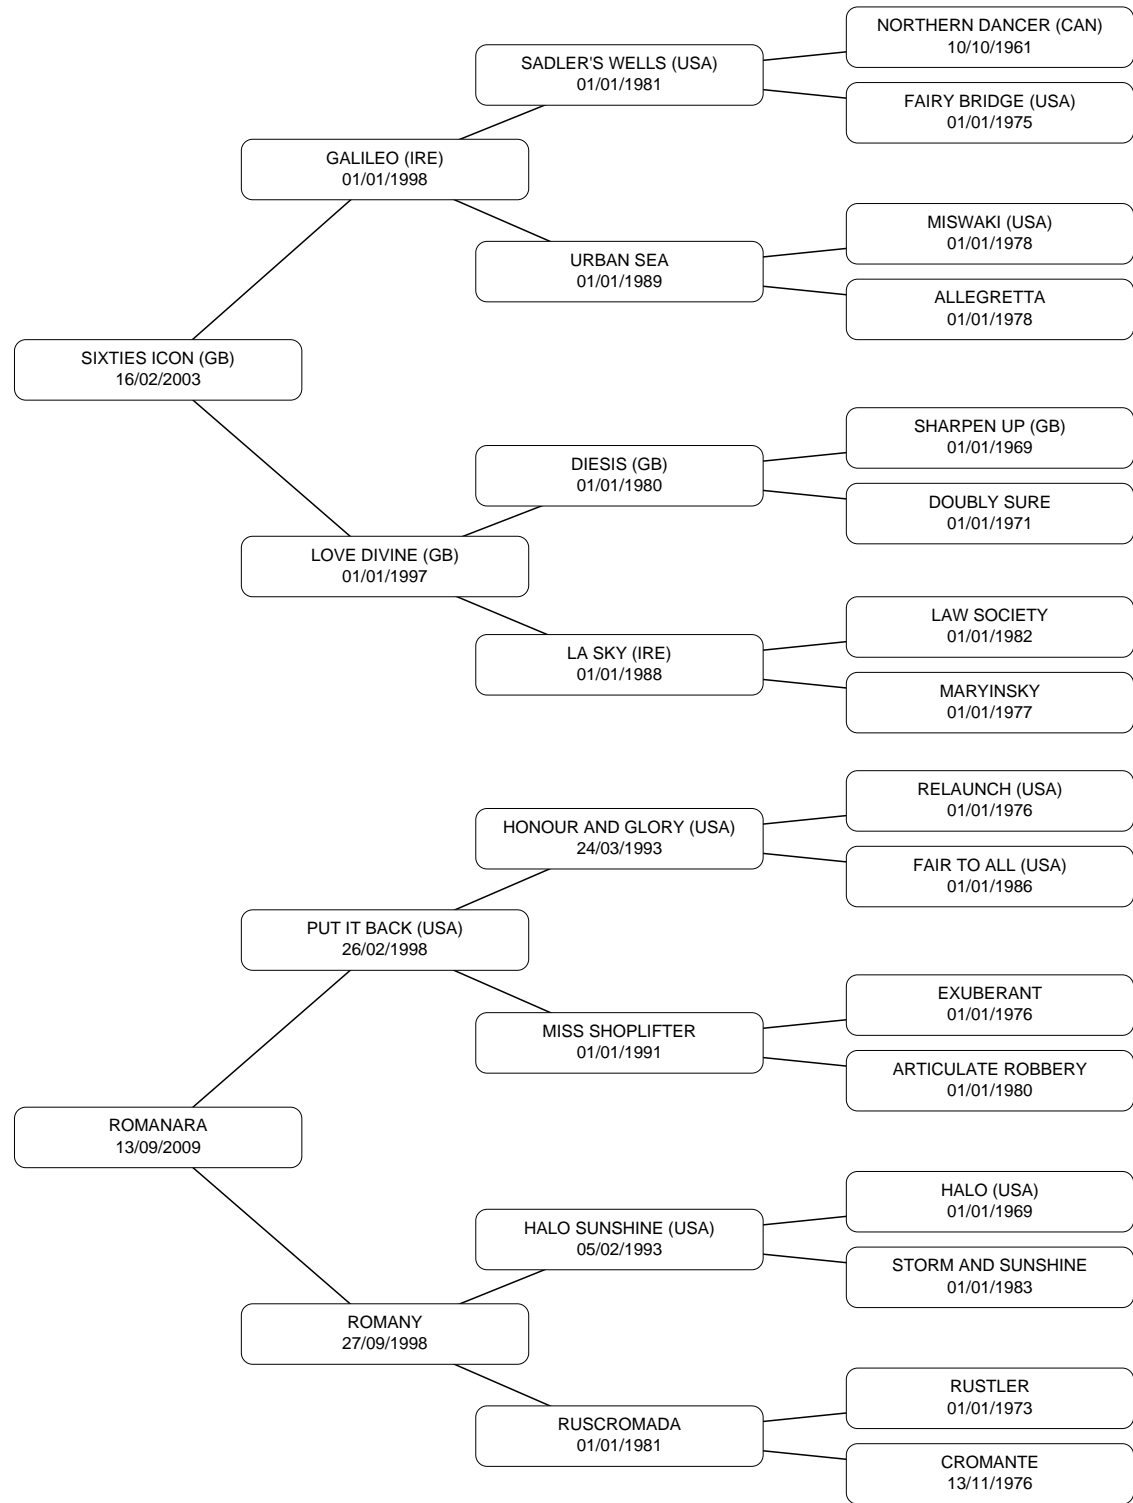 NORTHERN DANCER (CAN)
10/10/1961
SADLER'S WELLS (USA)
01/01/1981
FAIRY BRIDGE (USA)
01/01/1975
GALILEO (IRE)
01/01/1998
MISWAKI (USA)
01/01/1978
URBAN SEA
01/01/1989
ALLEGRETTA
01/01/1978
SIXTIES ICON (GB)
16/02/2003
SHARPEN UP (GB)
01/01/1969
DIESIS (GB)
01/01/1980
DOUBLY SURE
01/01/1971
LOVE DIVINE (GB)
01/01/1997
LAW SOCIETY
01/01/1982
LA SKY (IRE)
01/01/1988
MARYINSKY
01/01/1977
RELAUNCH (USA)
01/01/1976
HONOUR AND GLORY (USA)
24/03/1993
FAIR TO ALL (USA)
01/01/1986
PUT IT BACK (USA)
26/02/1998
EXUBERANT
01/01/1976
MISS SHOPLIFTER
01/01/1991
ARTICULATE ROBBERY
01/01/1980
ROMANARA
13/09/2009
HALO (USA)
01/01/1969
HALO SUNSHINE (USA)
05/02/1993
STORM AND SUNSHINE
01/01/1983
ROMANY
27/09/1998
RUSTLER
01/01/1973
RUSCROMADA
01/01/1981
CROMANTE
13/11/1976